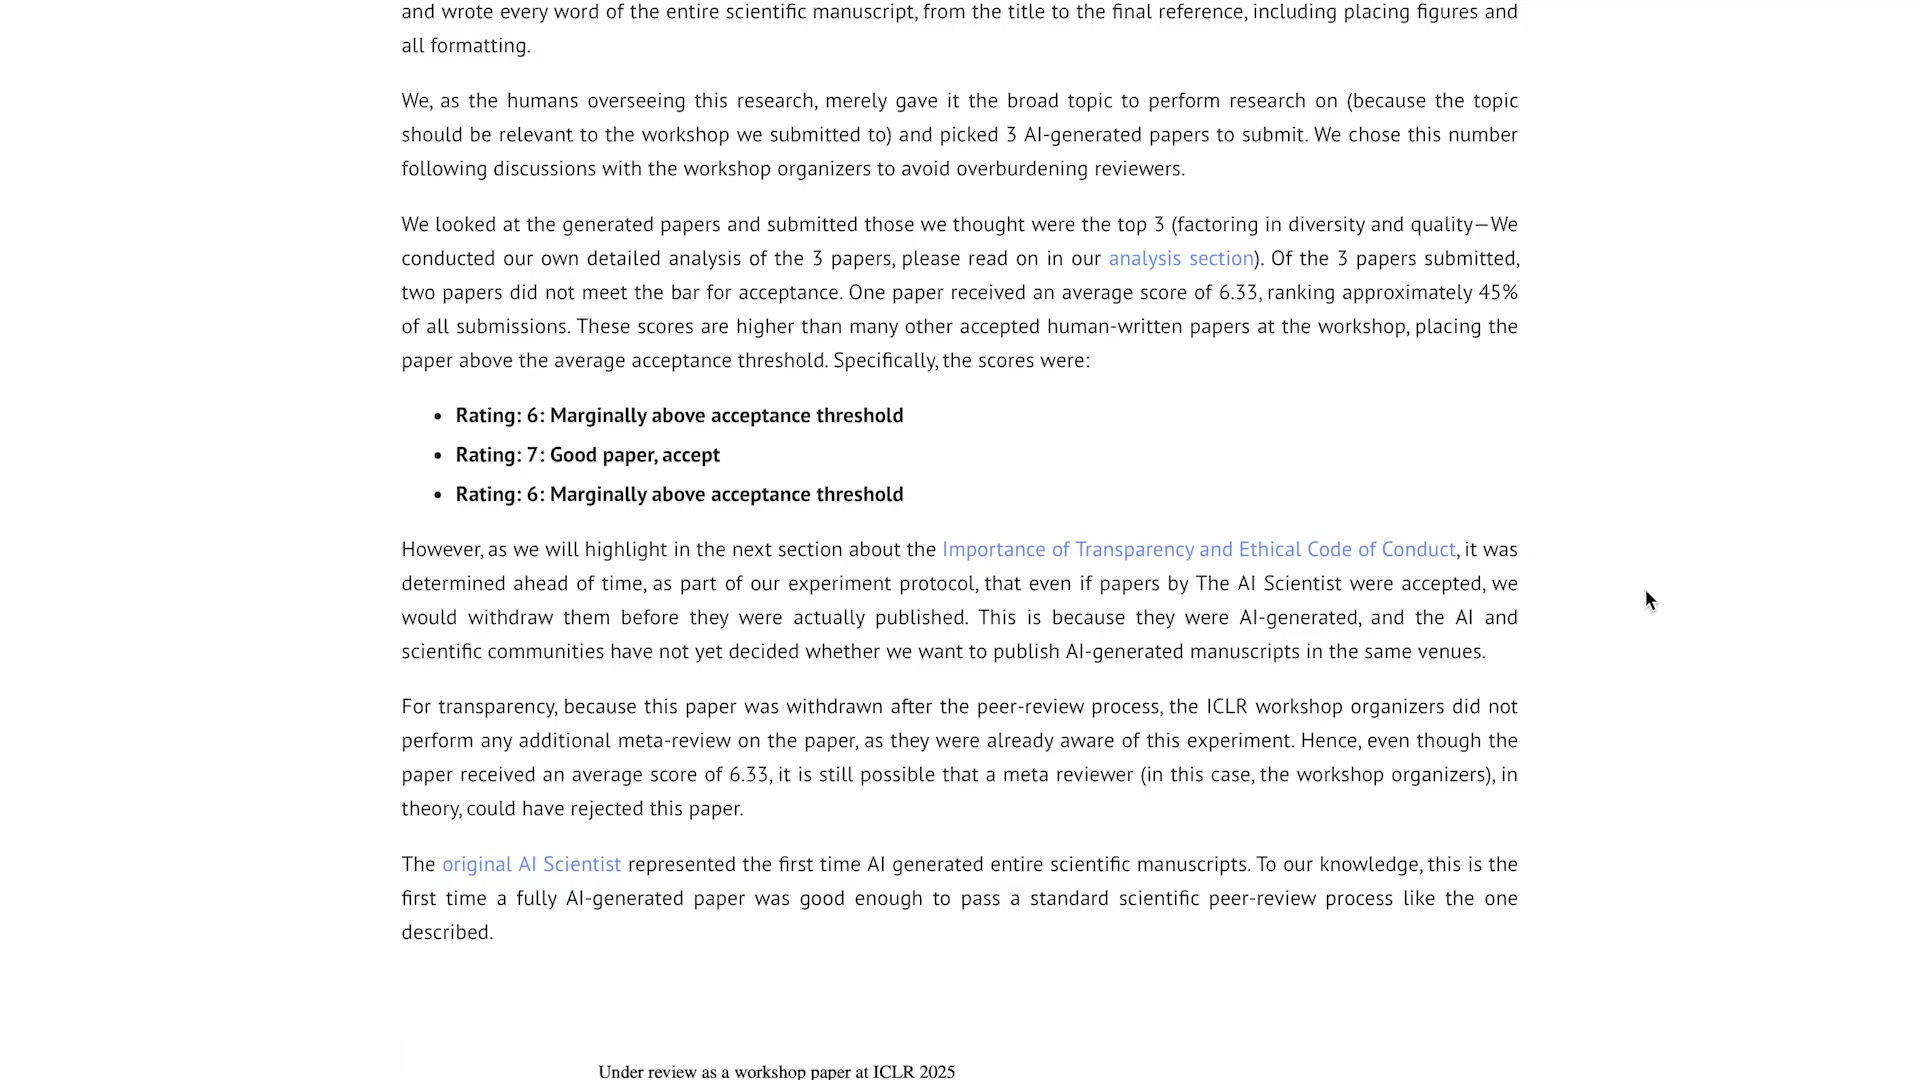 and wrote every word of the entire scientific manuscript, from the title to the final reference, including placing figures and
all formatting.
We, as the humans overseeing this research, merely gave it the broad topic to perform research on (because the topic
should be relevant to the workshop we submitted to) and picked 3 AI-generated papers to submit. We chose this number
following discussions with the workshop organizers to avoid overburdening reviewers.
We looked at the generated papers and submitted those we thought were the top 3 (factoring in diversity and quality—We
conducted our own detailed analysis of the 3 papers, please read on in our analysis section). Of the 3 papers submitted,
two papers did not meet the bar for acceptance. One paper received an average score of 6.33, ranking approximately 45%
of all submissions. These scores are higher than many other accepted human-written papers at the workshop, placing the
paper above the average acceptance threshold. Specifically, the scores were:
• Rating: 6: Marginally above acceptance threshold
• Rating: 7: Good paper, accept
• Rating: 6: Marginally above acceptance threshold
However, as we will highlight in the next section about the Importance of Transparency and Ethical Code of Conduct, it was
determined ahead of time, as part of our experiment protocol, that even if papers by The AI Scientist were accepted, we
would withdraw them before they were actually published. This is because they were AI-generated, and the AI and
scientific communities have not yet decided whether we want to publish AI-generated manuscripts in the same venues.
For transparency, because this paper was withdrawn after the peer-review process, the ICLR workshop organizers did not
perform any additional meta-review on the paper, as they were already aware of this experiment. Hence, even though the
paper received an average score of 6.33, it is still possible that a meta reviewer (in this case, the workshop organizers), in
theory, could have rejected this paper.
The original AI Scientist represented the first time AI generated entire scientific manuscripts. To our knowledge, this is the
first time a fully AI-generated paper was good enough to pass a standard scientific peer-review process like the one
described.
Under review as a workshop paper at ICLR 2025